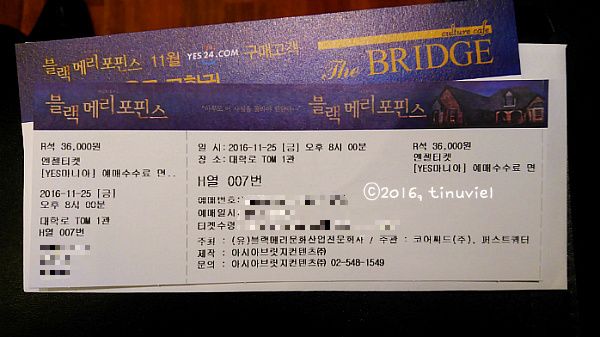 블랙메리포핀스 11월 YES24.COM 구매고객
culture cafe
The BRIDGE
블랙메리포핀스
블랙메리포핀스
R석 36,000원
엔젤티켓
[YES마니아] 예매수수료 면..
2016-11-25 [금]
오후 8시 00분
대학로 TOM 1관
H열 007번
일 시 : 2016-11-25 [금] 오후 8시 00분
장 소 : 대학로 TOM 1관
H열 007번
예매번호:
예매일시:
티켓수령
주최 : (유)블랙메리문화산업전문회사 / 주관 : 코어씨드(주), 퍼스트쿼터
제작 : 아시아브릿지컨텐츠㈜
문의 : 아시아브릿지컨텐츠㈜ 02-548-1549
R석 36,000원
엔젤티켓
[YES마니아] 예매수수료 면..
ⓒ2016, tinuviel